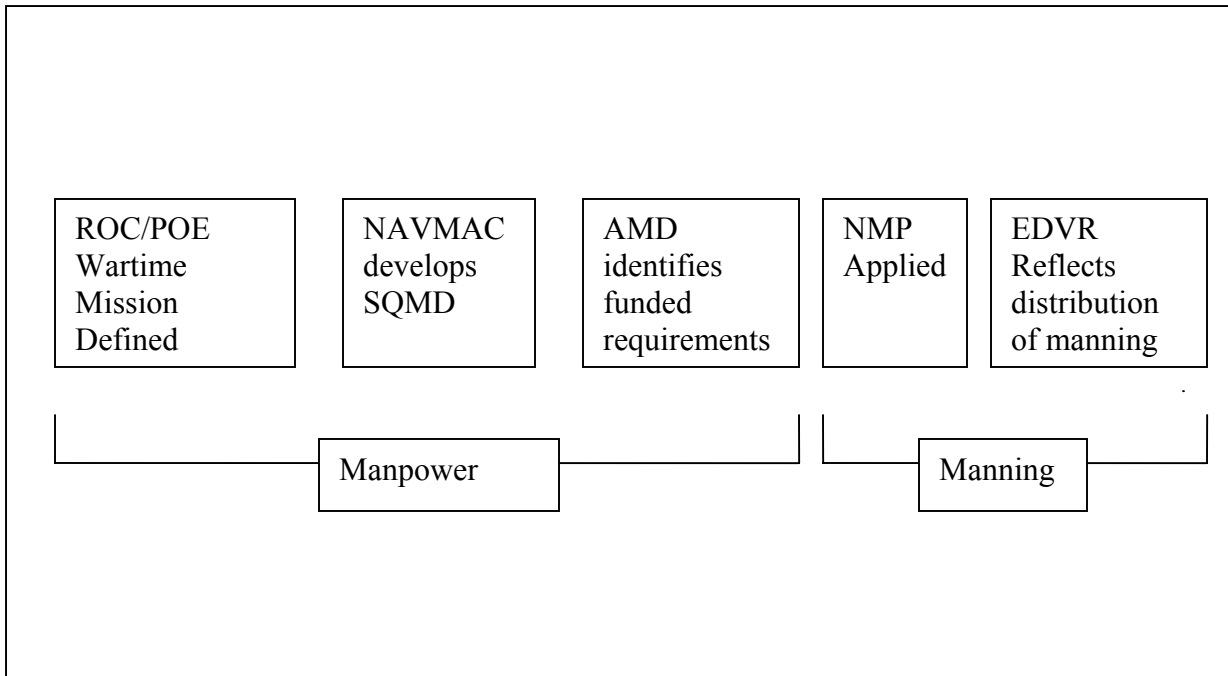 ROC/POE
Wartime
Mission
Defined
NAVMAC
develops
SQMD
AMD
identifies
funded
requirements
NMP
Applied
EDVR
Reflects
distribution
of manning
.
Manpower
Manning